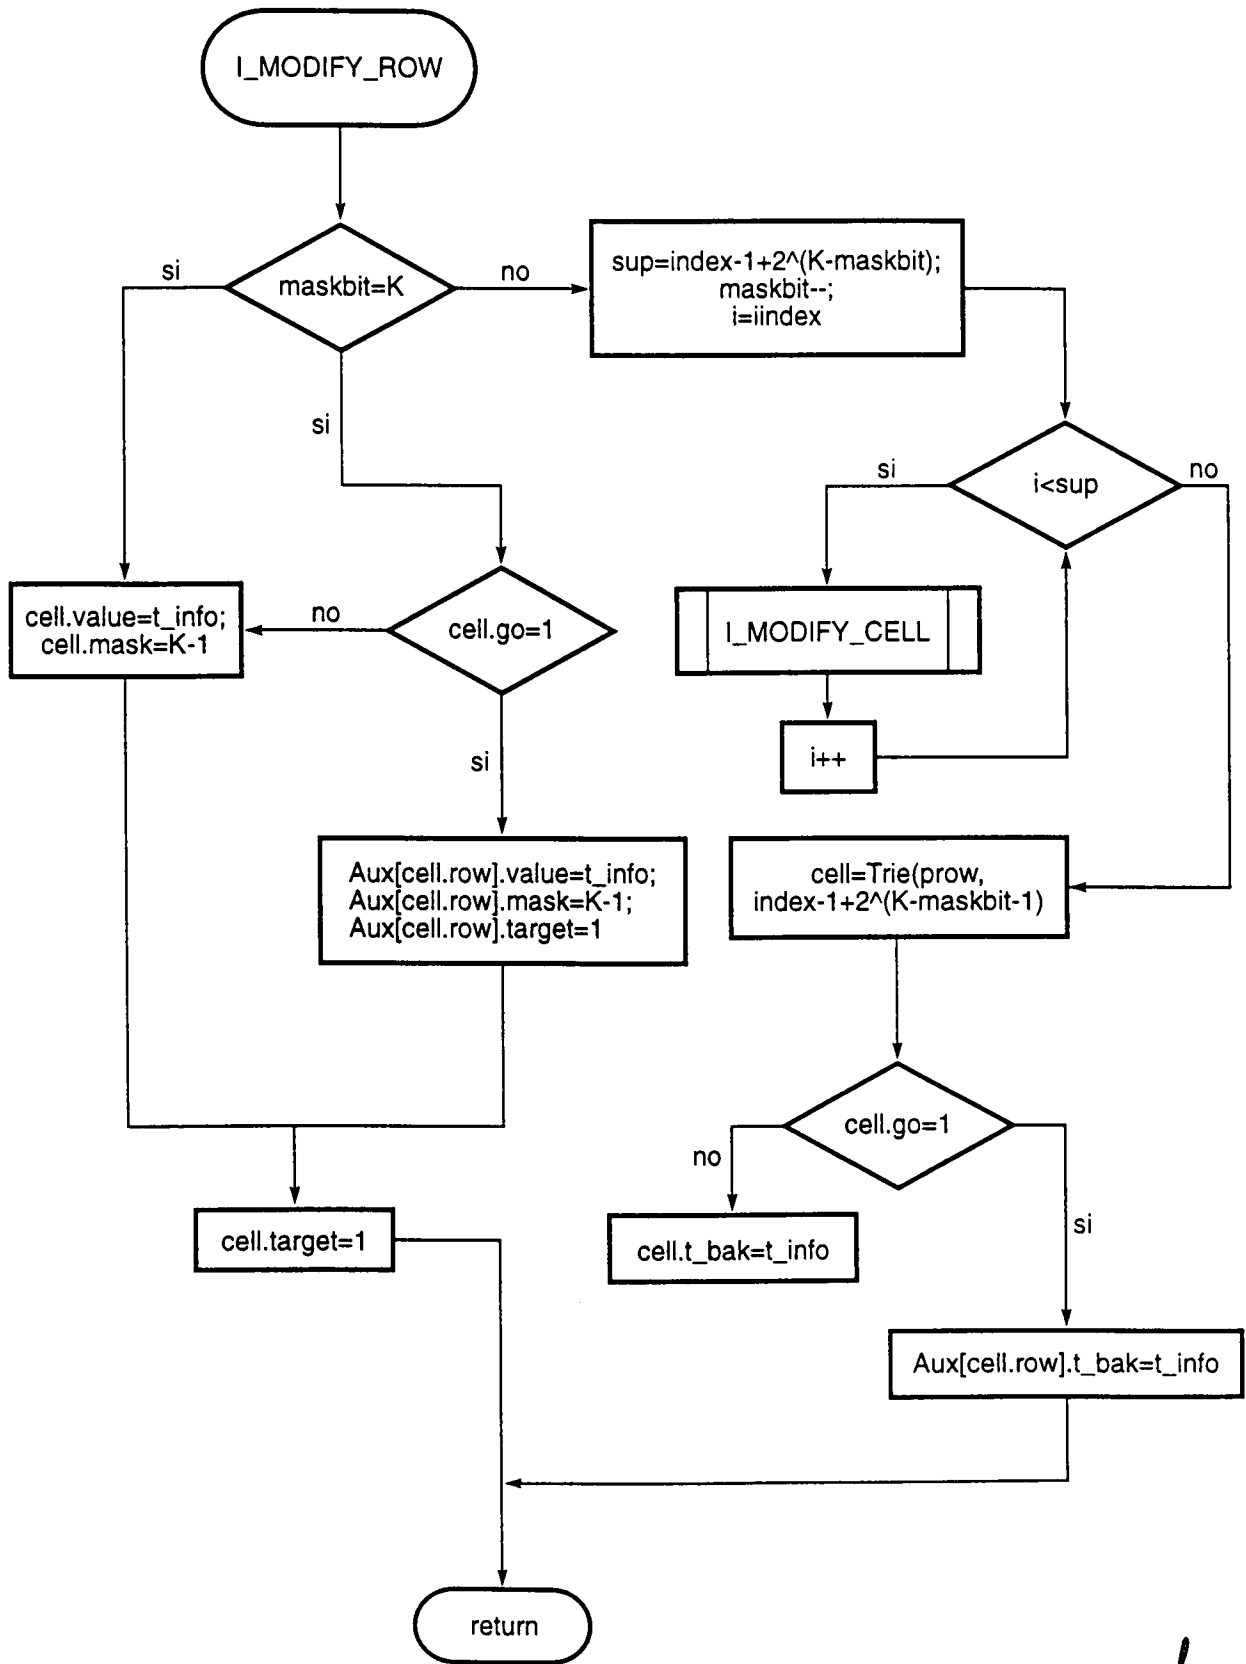 I_MODIFY_ROW
si
maskbit=K
no
sup=index-1+2^(K-maskbit);
maskbit--;
i=iindex
si
si
i<sup
no
cell.value=t_info;
cell.mask=K-1
no
cell.go=1
I_MODIFY_CELL
si
i++
Aux[cell.row].value=t_info;
Aux[cell.row].mask=K-1;
Aux[cell.row].target=1
cell=Trie(prow,
index-1+2^(K-maskbit-1)
cell.go=1
no
si
cell.target=1
cell.t_bak=t_info
Aux[cell.row].t_bak=t_info
return